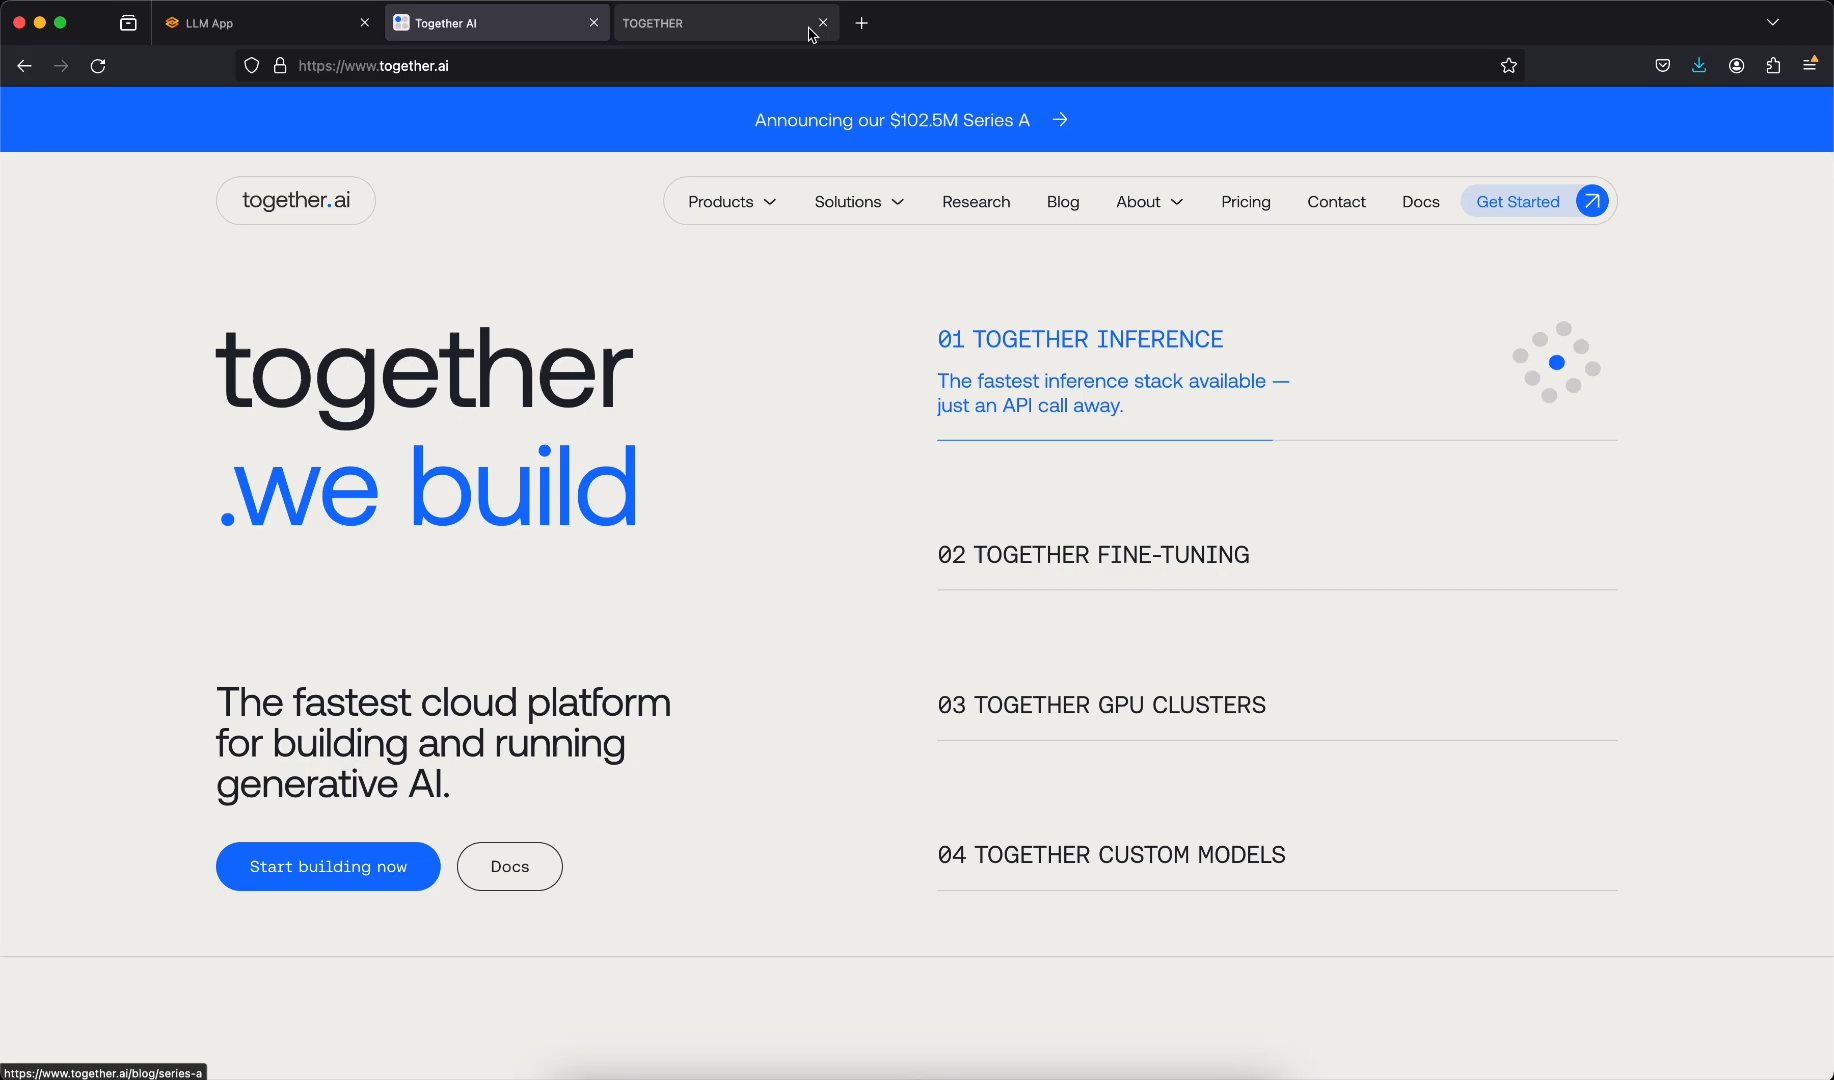 LLM App
Together AI
TOGETHER
https://www.together.ai
Announcing our $102.5M Series A →
together.ai
Products
Solutions
Research
Blog
About
Pricing
Contact
Docs
Get Started
together
.we build
01 TOGETHER INFERENCE
The fastest inference stack available —
just an API call away.
02 TOGETHER FINE-TUNING
03 TOGETHER GPU CLUSTERS
04 TOGETHER CUSTOM MODELS
The fastest cloud platform
for building and running
generative AI.
Start building now
Docs
https://www.together.ai/blog/series-a